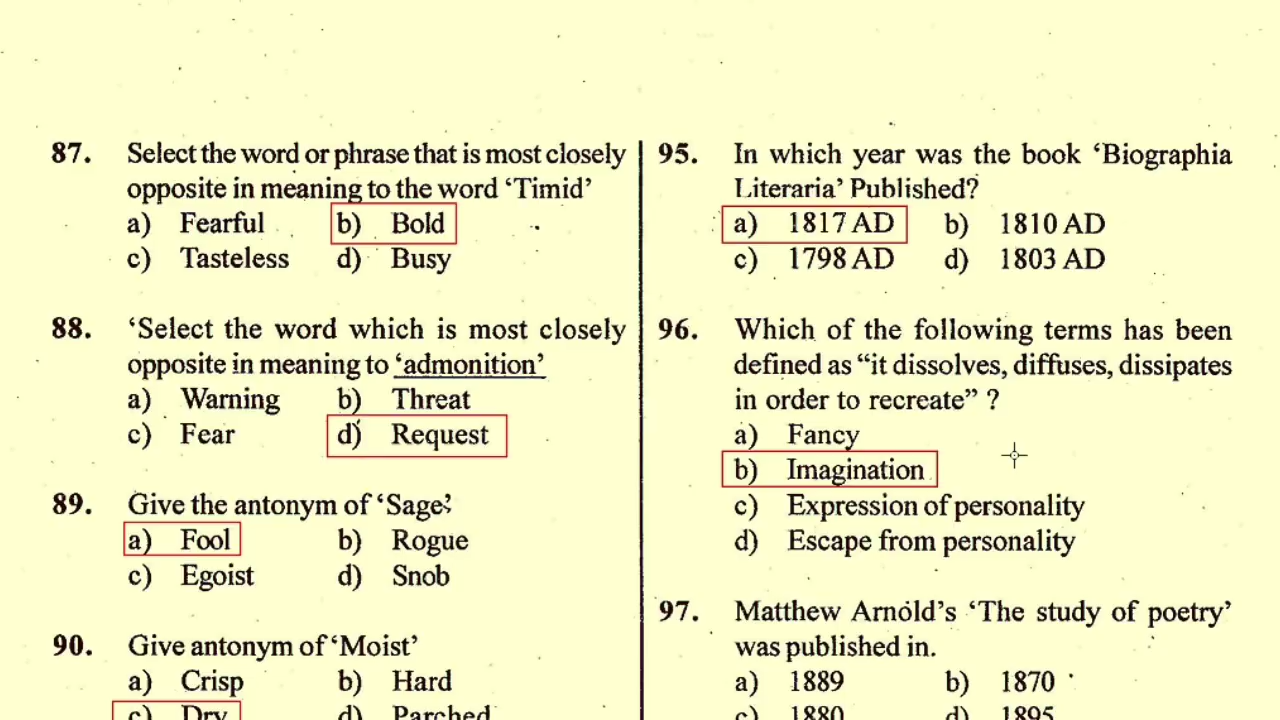 87. Select the word or phrase that is most closely
opposite in meaning to the word ‘Timid’
a) Fearful b) Bold
c) Tasteless d) Busy
88. ‘Select the word which is most closely
opposite in meaning to ‘admonition’
a) Warning b) Threat
c) Fear d) Request
89. Give the antonym of ‘Sage’
a) Fool b) Rogue
c) Egoist d) Snob
90. Give antonym of ‘Moist’
a) Crisp b) Hard
c) Dry d) Parched
95. In which year was the book ‘Biographia
Literaria’ Published?
a) 1817 AD b) 1810 AD
c) 1798 AD d) 1803 AD
96. Which of the following terms has been
defined as “it dissolves, diffuses, dissipates
in order to recreate” ?
a) Fancy
b) Imagination
c) Expression of personality
d) Escape from personality
97. Matthew Arnold’s ‘The study of poetry’
was published in.
a) 1889 b) 1870
c) 1880 d) 1895